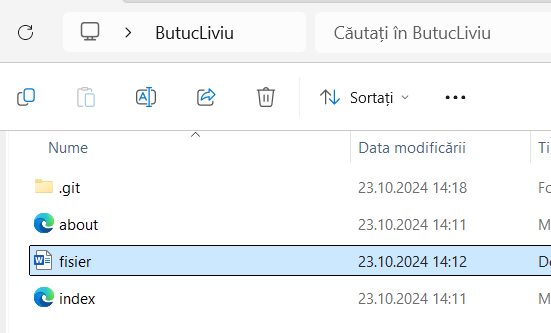 ButucLiviu Căutați în ButucLiviu
Sortați
Nume Data modificării
.git 23.10.2024 14:18
about 23.10.2024 14:11
fisier 23.10.2024 14:12
index 23.10.2024 14:11